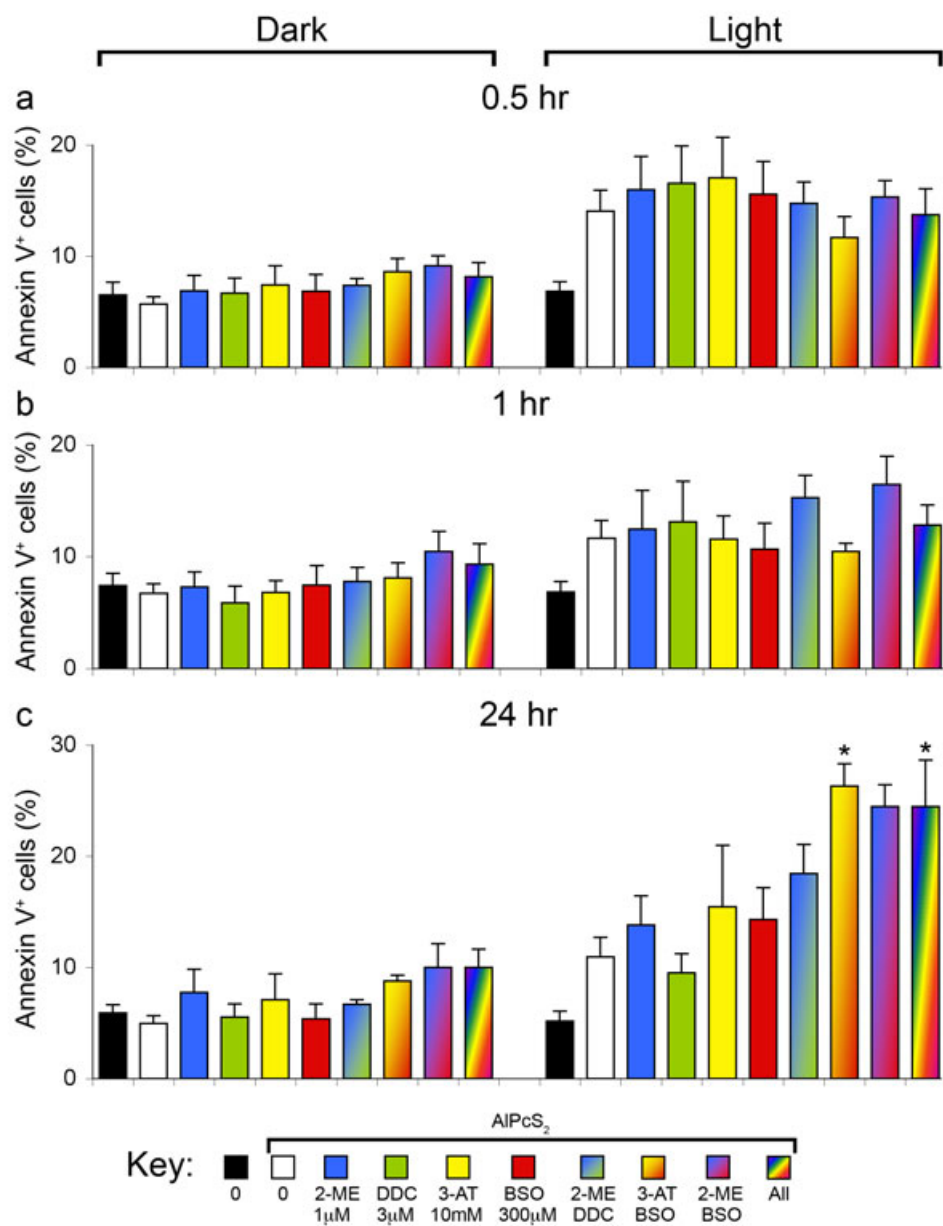 Dark Light
a 0.5 hr
Annexin V⁺ cells (%)
20
10
0
b 1 hr
Annexin V⁺ cells (%)
20
10
0
c 24 hr
Annexin V⁺ cells (%)
30
20
10
0
* *
AlPcS₂
Key:
0 0 2-ME DDC 3-AT BSO 2-ME 3-AT 2-ME All
1μM 3μM 10mM 300μM DDC BSO BSO